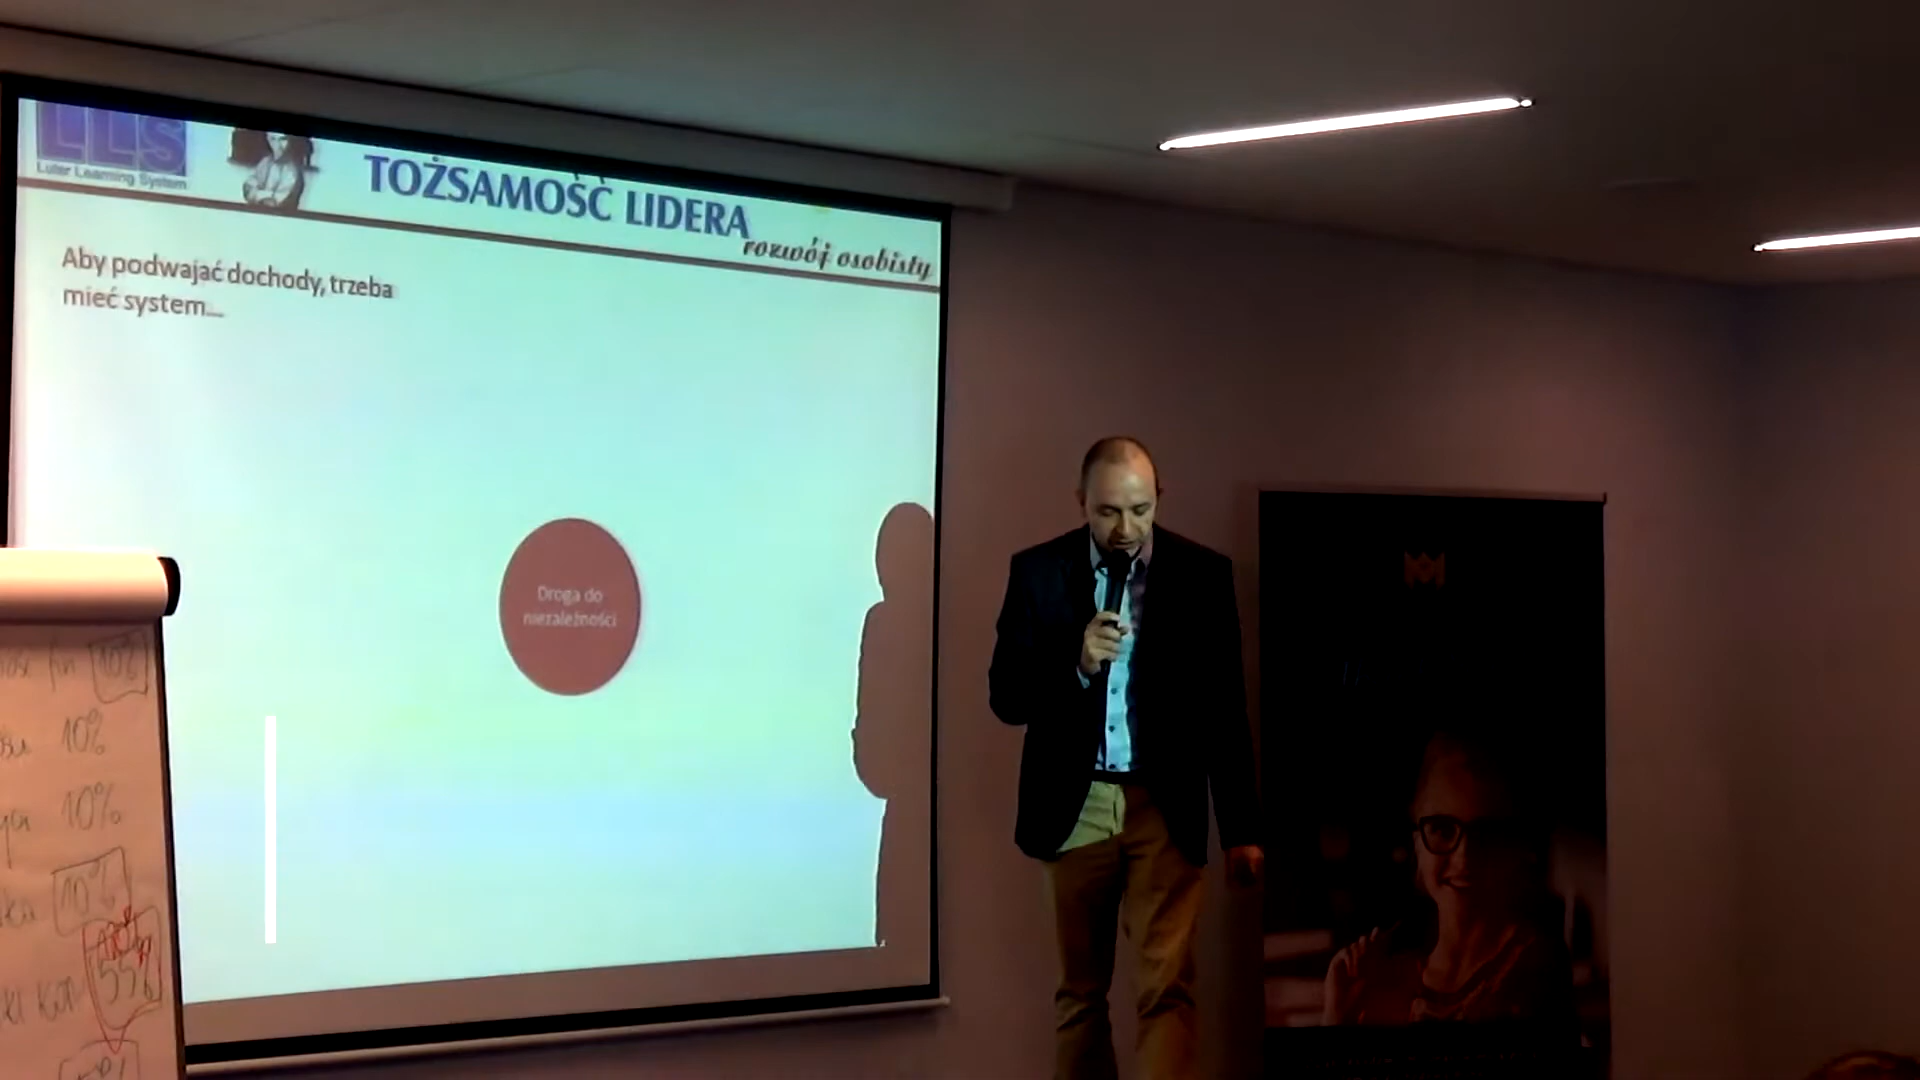 LLS
Luter Learning System
TOŻSAMOŚĆ LIDERA
rozwój osobisty
Aby podwajać dochody, trzeba
mieć system...
Droga do
niezależności
fin 10%
10%
10%
10%
55%